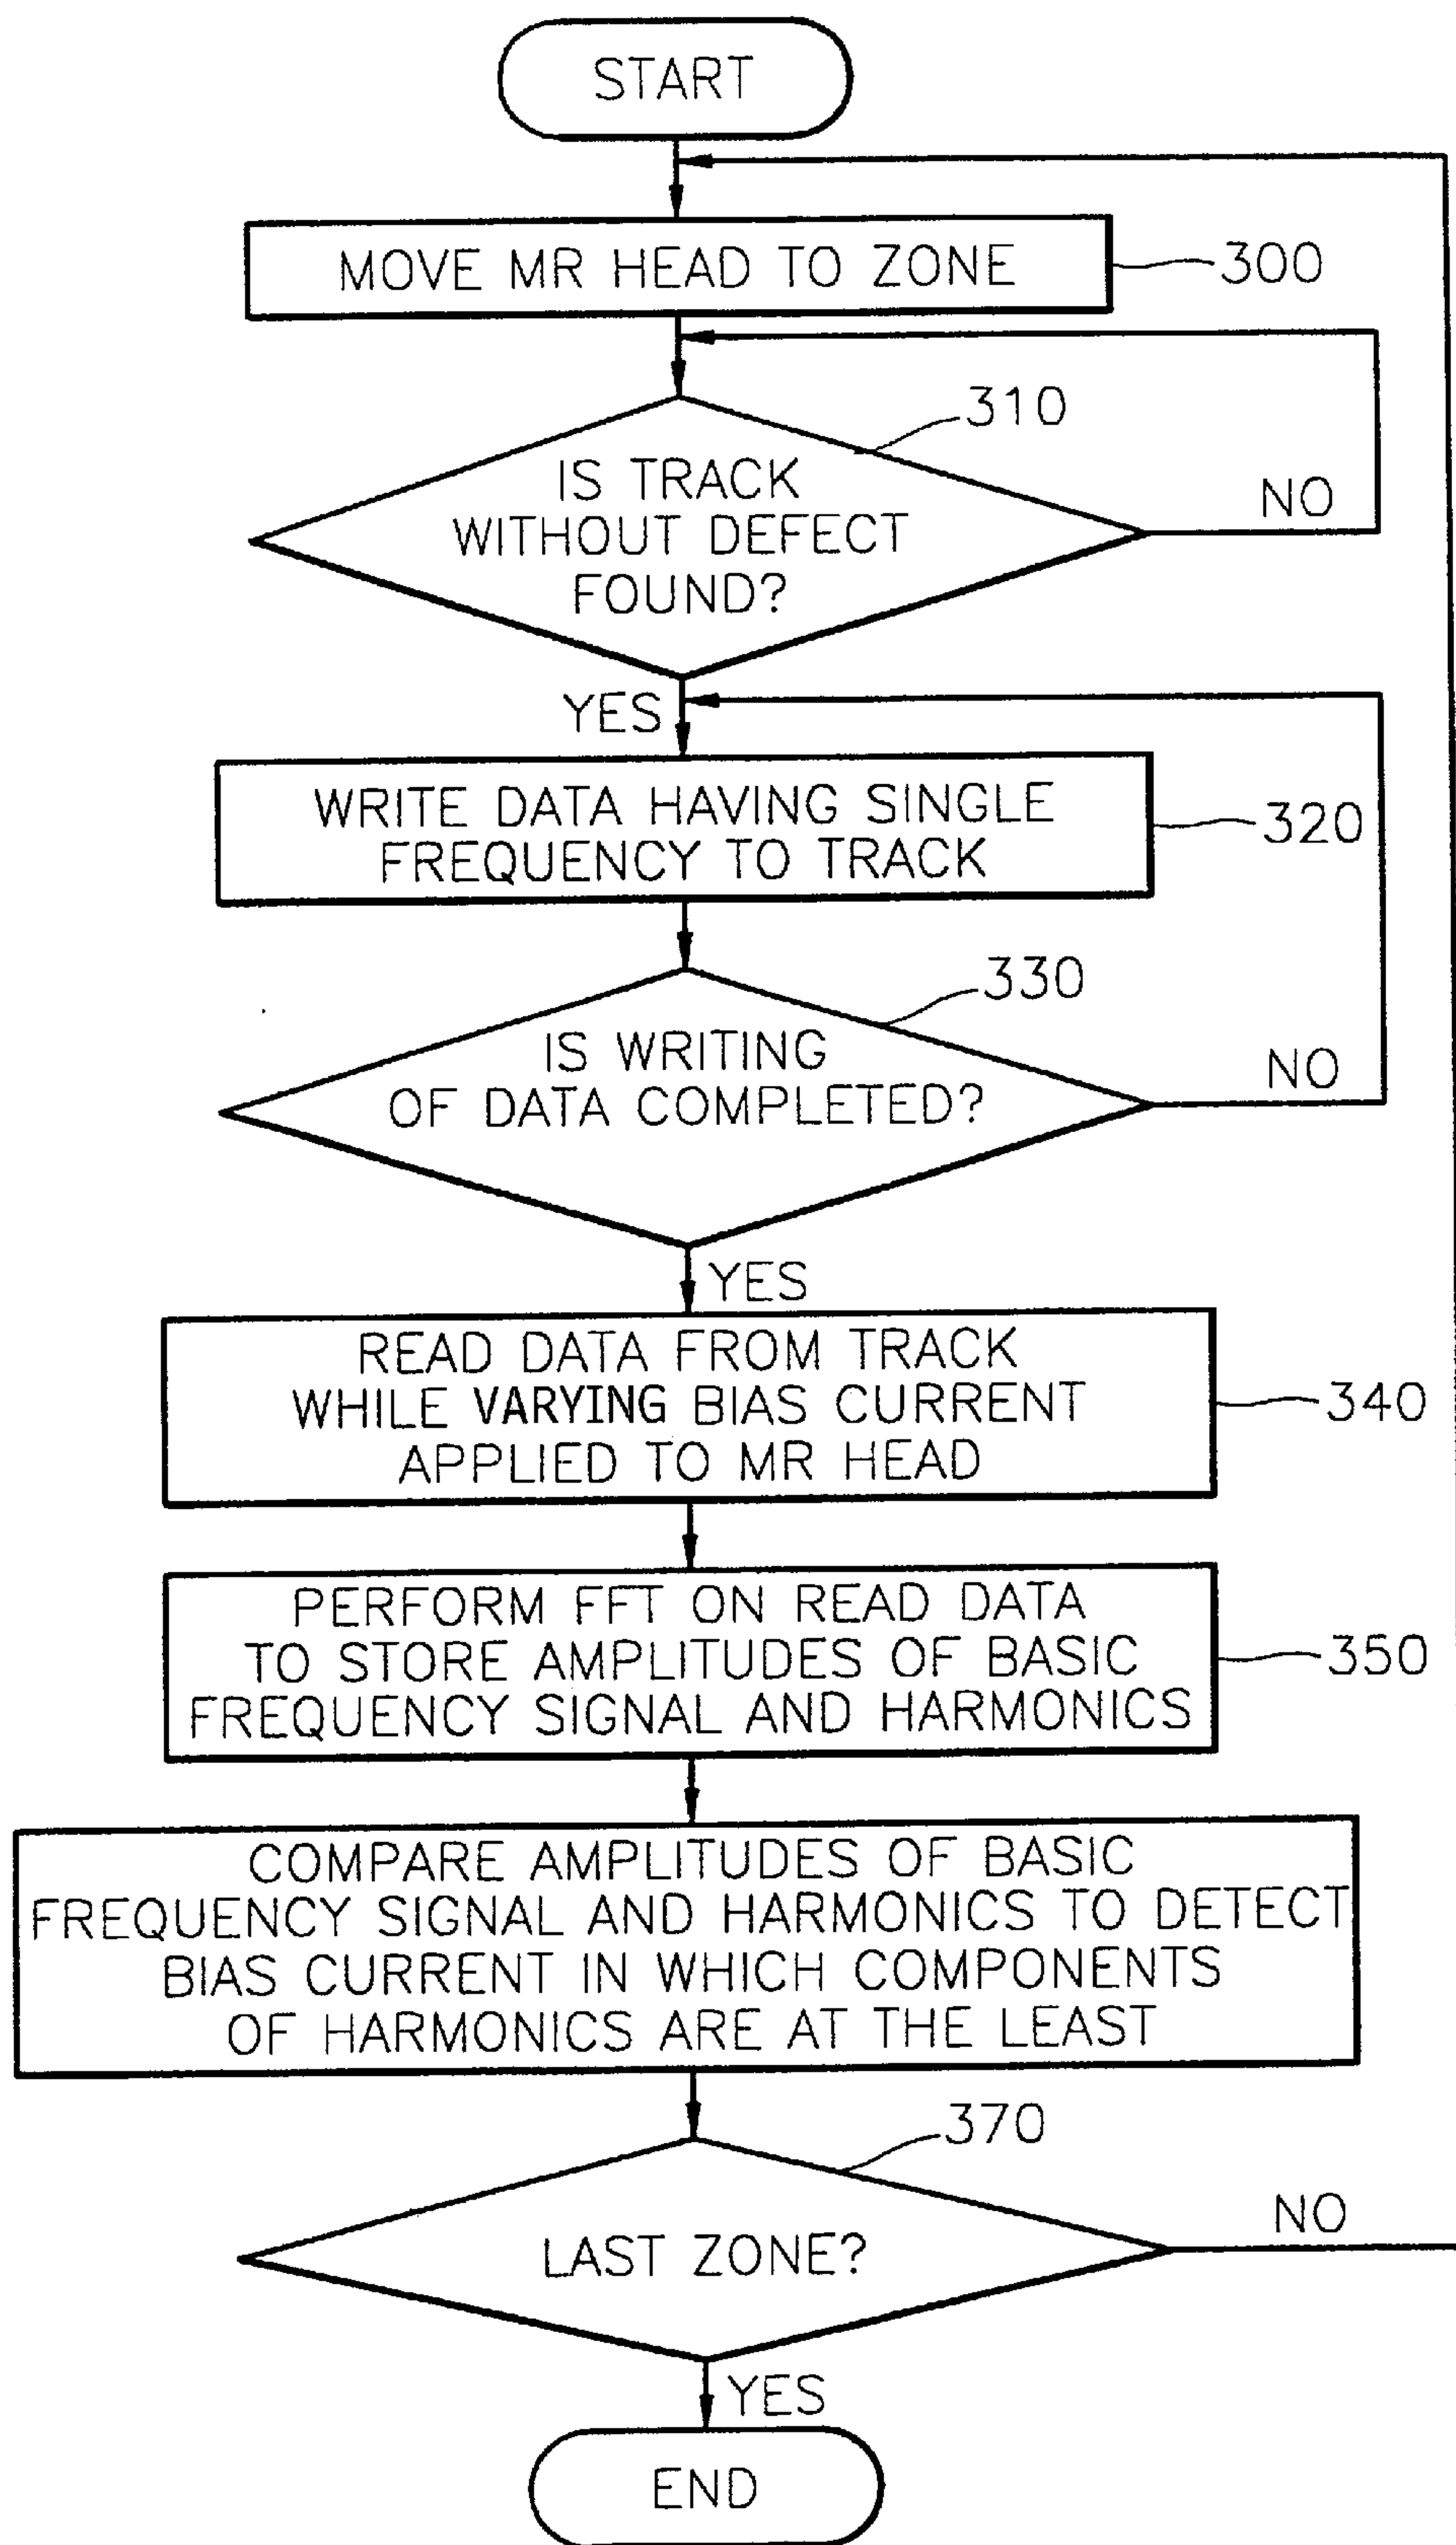 START
MOVE MR HEAD TO ZONE
300
310
IS TRACK
WITHOUT DEFECT
FOUND?
NO
YES
WRITE DATA HAVING SINGLE
FREQUENCY TO TRACK
320
330
IS WRITING
OF DATA COMPLETED?
NO
YES
READ DATA FROM TRACK
WHILE VARYING BIAS CURRENT
APPLIED TO MR HEAD
340
PERFORM FFT ON READ DATA
TO STORE AMPLITUDES OF BASIC
FREQUENCY SIGNAL AND HARMONICS
350
COMPARE AMPLITUDES OF BASIC
FREQUENCY SIGNAL AND HARMONICS TO DETECT
BIAS CURRENT IN WHICH COMPONENTS
OF HARMONICS ARE AT THE LEAST
370
LAST ZONE?
NO
YES
END